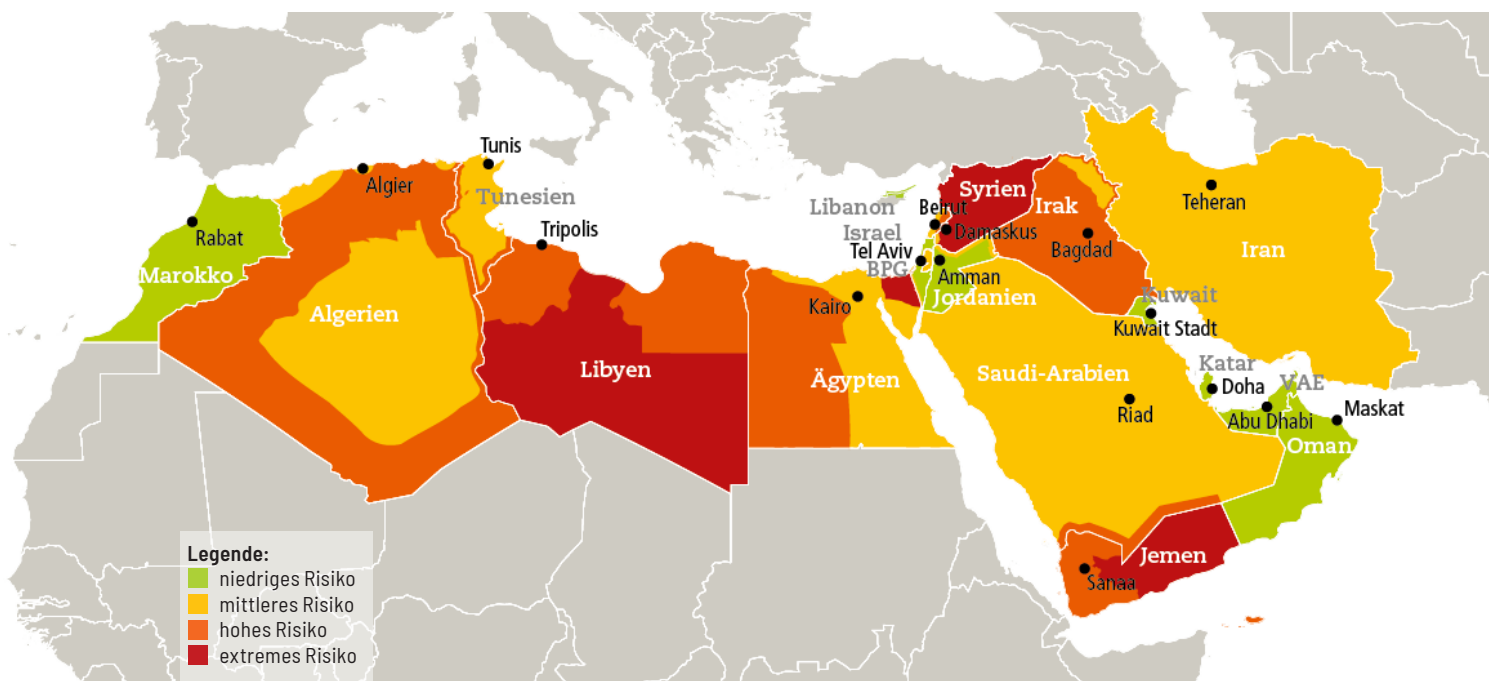 Tunis
Algier
Tunesien
Rabat
Tripolis
Marokko
Algerien
Libyen
Libanon
Israel
Tel Aviv
BPG
Beirut
Syrien
Damaskus
Amman
Jordanien
Irak
Bagdad
Teheran
Iran
Kuwait
Kuwait Stadt
Kairo
Ägypten
Saudi-Arabien
Riad
Katar
Doha
VAE
Abu Dhabi
Maskat
Oman
Jemen
Sanaa
Legende:
niedriges Risiko
mittleres Risiko
hohes Risiko
extremes Risiko